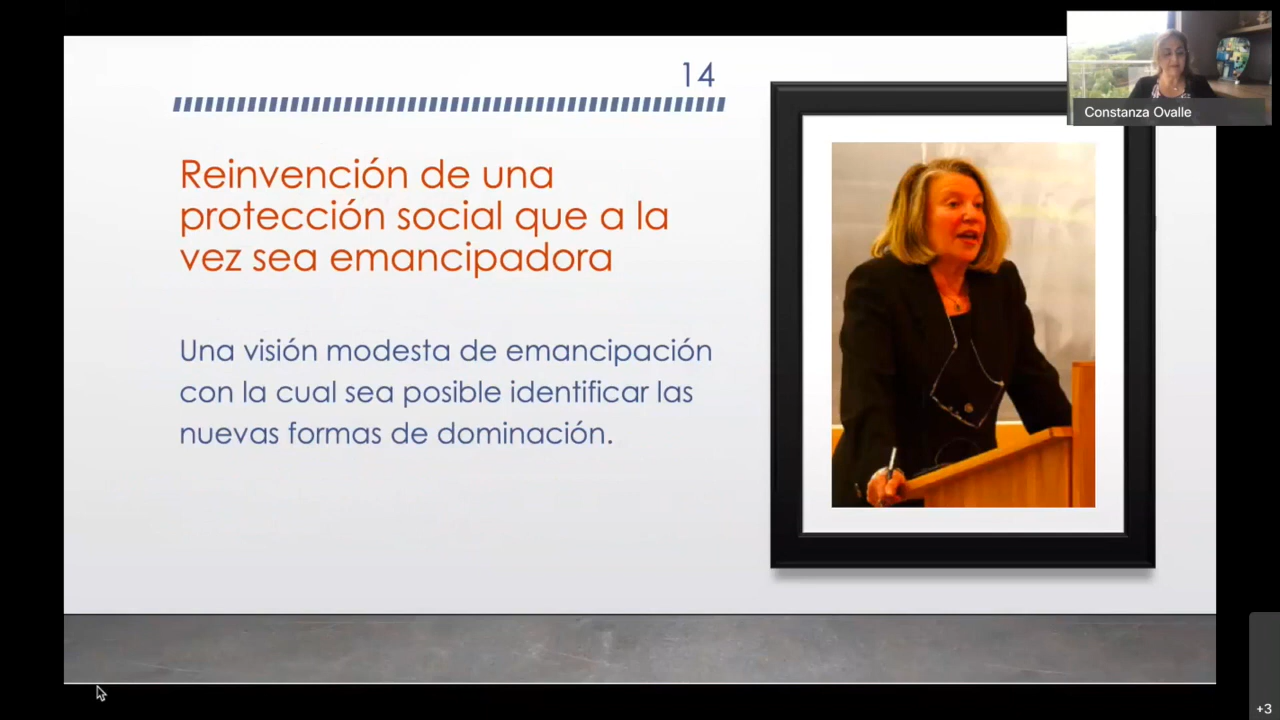 14
Reinvención de una
protección social que a la
vez sea emancipadora
Una visión modesta de emancipación
con la cual sea posible identificar las
nuevas formas de dominación.
Constanza Ovalle
+3